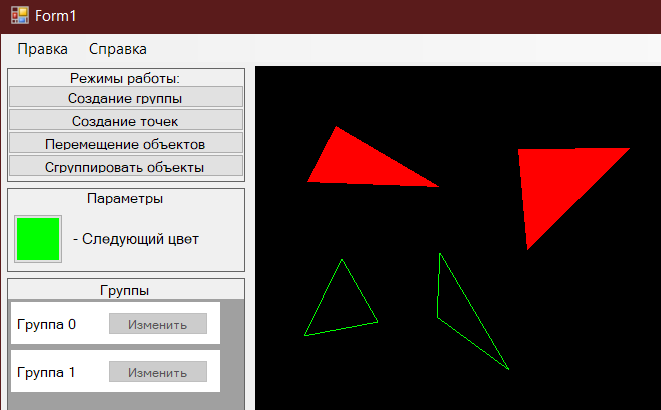 Form1
Правка Справка
Режимы работы:
Создание группы
Создание точек
Перемещение объектов
Сгруппировать объекты
Параметры
- Следующий цвет
Группы
Группа 0 Изменить
Группа 1 Изменить